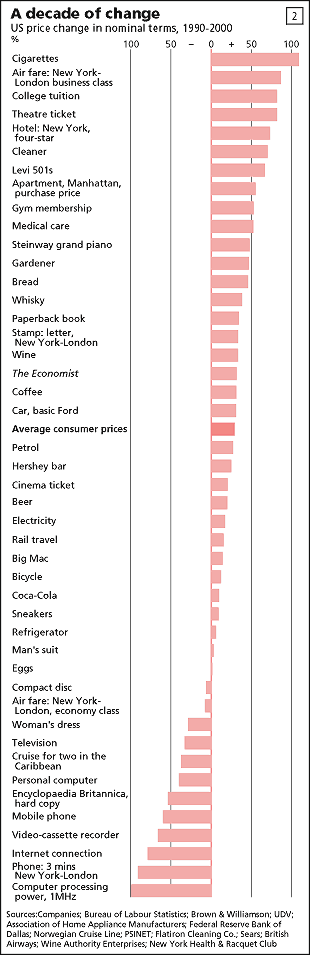 A decade of change
2
US price change in nominal terms, 1990-2000
%
100 50 – 0 + 50 100
Cigarettes
Air fare: New York-
London business class
College tuition
Theatre ticket
Hotel: New York,
four-star
Cleaner
Levi 501s
Apartment, Manhattan,
purchase price
Gym membership
Medical care
Steinway grand piano
Gardener
Bread
Whisky
Paperback book
Stamp: letter,
New York-London
Wine
The Economist
Coffee
Car, basic Ford
Average consumer prices
Petrol
Hershey bar
Cinema ticket
Beer
Electricity
Rail travel
Big Mac
Bicycle
Coca-Cola
Sneakers
Refrigerator
Man's suit
Eggs
Compact disc
Air fare: New York-
London, economy class
Woman's dress
Television
Cruise for two in the
Caribbean
Personal computer
Encyclopaedia Britannica,
hard copy
Mobile phone
Video-cassette recorder
Internet connection
Phone: 3 mins
New York-London
Computer processing
power, 1MHz
Sources:Companies; Bureau of Labour Statistics; Brown & Williamson; UDV;
Association of Home Appliance Manufacturers; Federal Reserve Bank of
Dallas; Norwegian Cruise Line; PSINET; Flatiron Cleaning Co.; Sears; British
Airways; Wine Authority Enterprises; New York Health & Racquet Club